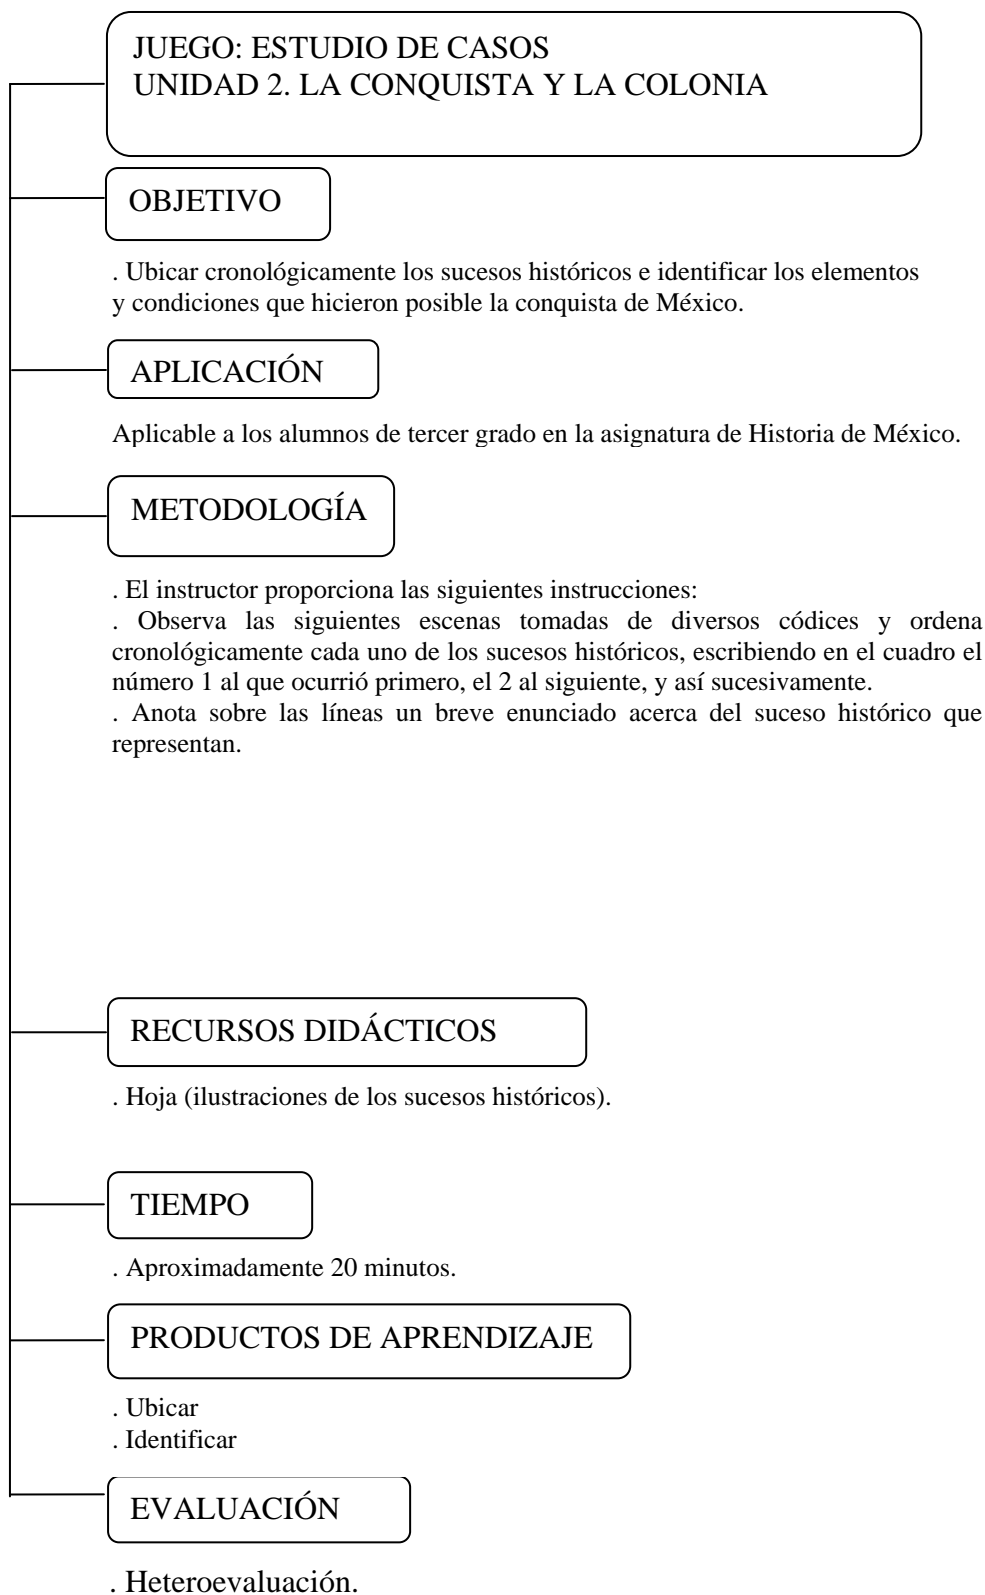 JUEGO: ESTUDIO DE CASOS
UNIDAD 2. LA CONQUISTA Y LA COLONIA
OBJETIVO
. Ubicar cronológicamente los sucesos históricos e identificar los elementos
y condiciones que hicieron posible la conquista de México.
APLICACIÓN
Aplicable a los alumnos de tercer grado en la asignatura de Historia de México.
METODOLOGÍA
. El instructor proporciona las siguientes instrucciones:
. Observa las siguientes escenas tomadas de diversos códices y ordena
cronológicamente cada uno de los sucesos históricos, escribiendo en el cuadro el
número 1 al que ocurrió primero, el 2 al siguiente, y así sucesivamente.
. Anota sobre las líneas un breve enunciado acerca del suceso histórico que
representan.
RECURSOS DIDÁCTICOS
. Hoja (ilustraciones de los sucesos históricos).
TIEMPO
. Aproximadamente 20 minutos.
PRODUCTOS DE APRENDIZAJE
. Ubicar
. Identificar
EVALUACIÓN
. Heteroevaluación.